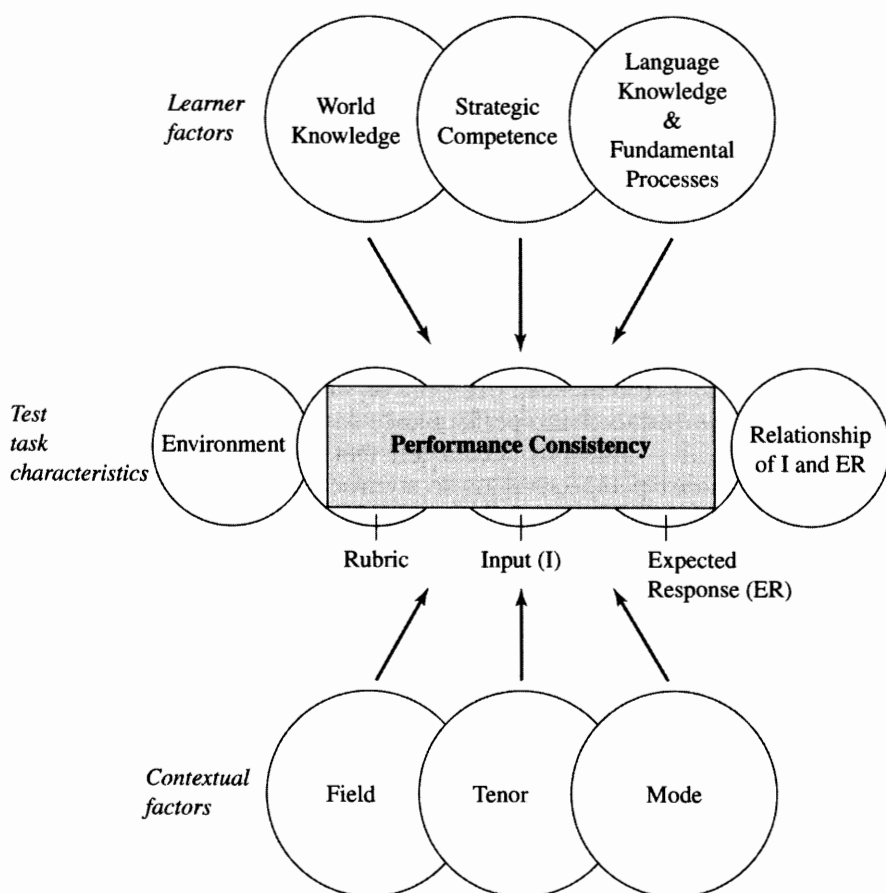 Learner
factors
World
Knowledge
Strategic
Competence
Language
Knowledge
&
Fundamental
Processes
Test
task
characteristics
Environment
Performance Consistency
Relationship
of I and ER
Rubric
Input (I)
Expected
Response (ER)
Contextual
factors
Field
Tenor
Mode